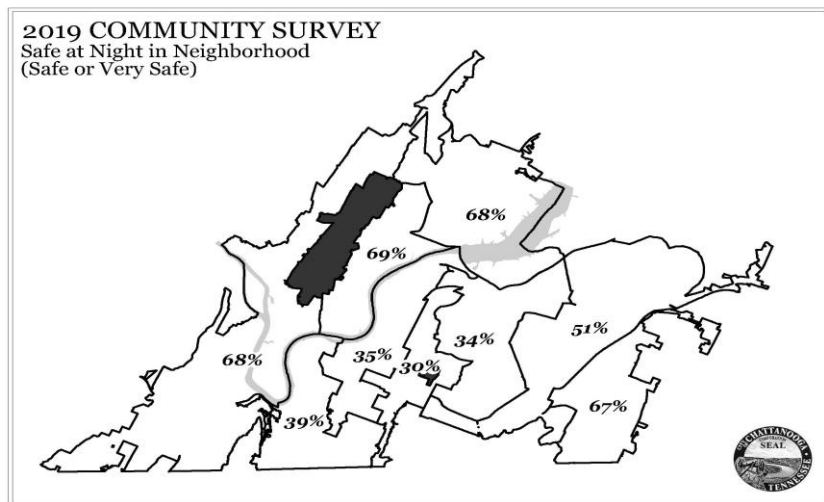 2019 COMMUNITY SURVEY
Safe at Night in Neighborhood
(Safe or Very Safe)
68%
69%
51%
34%
35%
30%
68%
67%
39%
CHATTANOOGA
SEAL
TENNESSEE